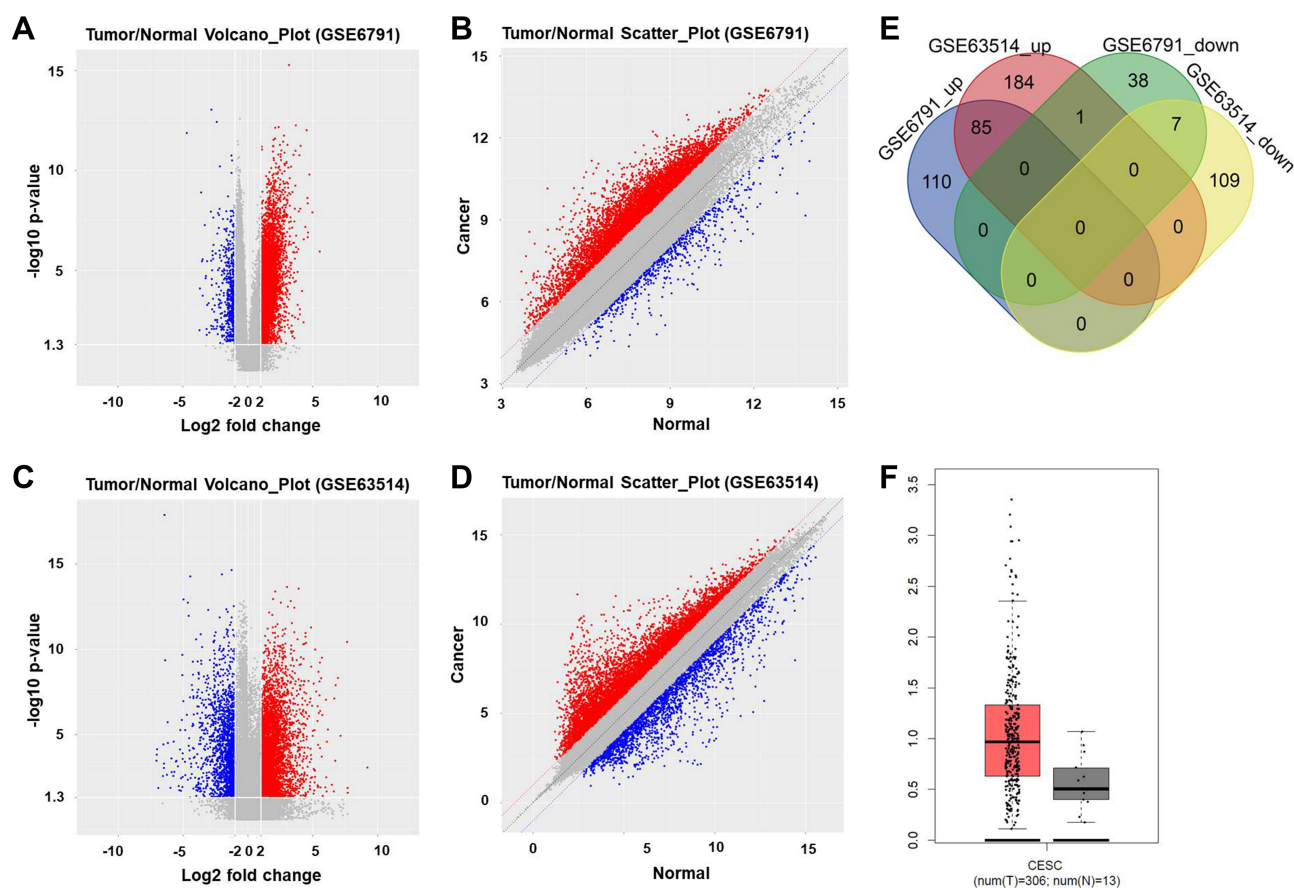 A
Tumor/Normal Volcano_Plot (GSE6791)
15
10
5
1.3
-log10 p-value
-10 -5 -2 0 2 5 10
Log2 fold change
B
Tumor/Normal Scatter_Plot (GSE6791)
15
12
9
6
3
Cancer
3 6 9 12 15
Normal
E
GSE63514_up
GSE6791_down
GSE6791_up
GSE63514_down
184
38
85
1
7
110
0
0
109
0
0
0
0
0
0
C
Tumor/Normal Volcano_Plot (GSE63514)
15
10
5
1.3
-log10 p-value
-10 -5 -2 0 2 5 10
Log2 fold change
D
Tumor/Normal Scatter_Plot (GSE63514)
15
10
5
0
Cancer
0 5 10 15
Normal
F
3.5
3.0
2.5
2.0
1.5
1.0
0.5
0.0
CESC
(num(T)=306; num(N)=13)